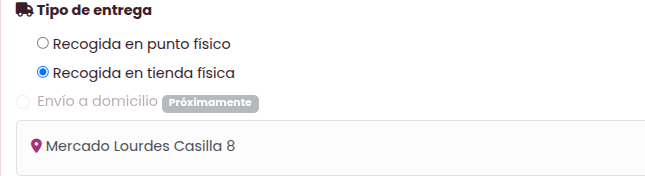 Tipo de entrega
Recogida en punto físico
Recogida en tienda física
Envío a domicilio Próximamente
Mercado Lourdes Casilla 8